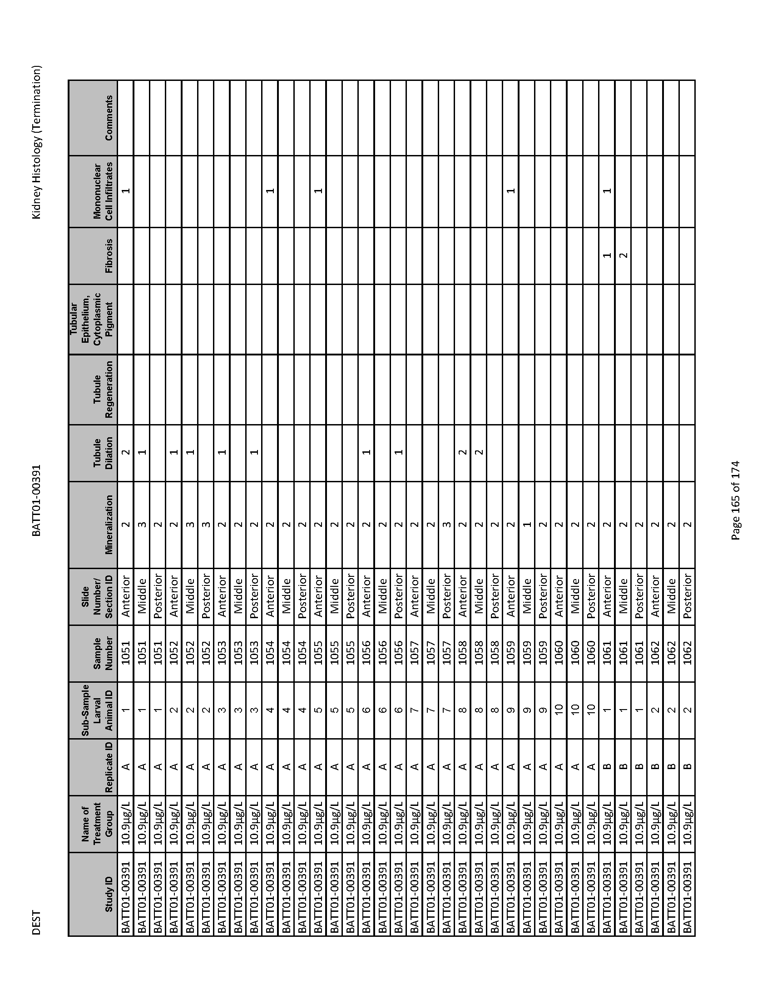 DEST BATT01-00391 Kidney Histology (Termination)
Study ID Name of Treatment Group Replicate ID Sub-Sample Larval Animal ID Sample Number Slide Number/ Section ID Mineralization Tubule Dilation Tubule Regeneration Tubular Epithelium, Cytoplasmic Pigment Fibrosis Mononuclear Cell Infiltrates Comments
BATT01-00391 10.9µg/L A 1 1051 Anterior 2 2 1
BATT01-00391 10.9µg/L A 1 1051 Middle 3 1
BATT01-00391 10.9µg/L A 1 1051 Posterior 2
BATT01-00391 10.9µg/L A 2 1052 Anterior 2 1
BATT01-00391 10.9µg/L A 2 1052 Middle 3 1
BATT01-00391 10.9µg/L A 2 1052 Posterior 3
BATT01-00391 10.9µg/L A 3 1053 Anterior 2 1
BATT01-00391 10.9µg/L A 3 1053 Middle 2
BATT01-00391 10.9µg/L A 3 1053 Posterior 2 1
BATT01-00391 10.9µg/L A 4 1054 Anterior 2 1
BATT01-00391 10.9µg/L A 4 1054 Middle 2
BATT01-00391 10.9µg/L A 4 1054 Posterior 2
BATT01-00391 10.9µg/L A 5 1055 Anterior 2 1
BATT01-00391 10.9µg/L A 5 1055 Middle 2
BATT01-00391 10.9µg/L A 5 1055 Posterior 2
BATT01-00391 10.9µg/L A 6 1056 Anterior 2 1
BATT01-00391 10.9µg/L A 6 1056 Middle 2
BATT01-00391 10.9µg/L A 6 1056 Posterior 2 1
BATT01-00391 10.9µg/L A 7 1057 Anterior 2
BATT01-00391 10.9µg/L A 7 1057 Middle 2
BATT01-00391 10.9µg/L A 7 1057 Posterior 3
BATT01-00391 10.9µg/L A 8 1058 Anterior 2 2
BATT01-00391 10.9µg/L A 8 1058 Middle 2 2
BATT01-00391 10.9µg/L A 8 1058 Posterior 2
BATT01-00391 10.9µg/L A 9 1059 Anterior 2 1
BATT01-00391 10.9µg/L A 9 1059 Middle 1
BATT01-00391 10.9µg/L A 9 1059 Posterior 2
BATT01-00391 10.9µg/L A 10 1060 Anterior 2
BATT01-00391 10.9µg/L A 10 1060 Middle 2
BATT01-00391 10.9µg/L A 10 1060 Posterior 2
BATT01-00391 10.9µg/L B 1 1061 Anterior 2 1 1
BATT01-00391 10.9µg/L B 1 1061 Middle 2 2
BATT01-00391 10.9µg/L B 1 1061 Posterior 2
BATT01-00391 10.9µg/L B 2 1062 Anterior 2
BATT01-00391 10.9µg/L B 2 1062 Middle 2
BATT01-00391 10.9µg/L B 2 1062 Posterior 2
Page 165 of 174